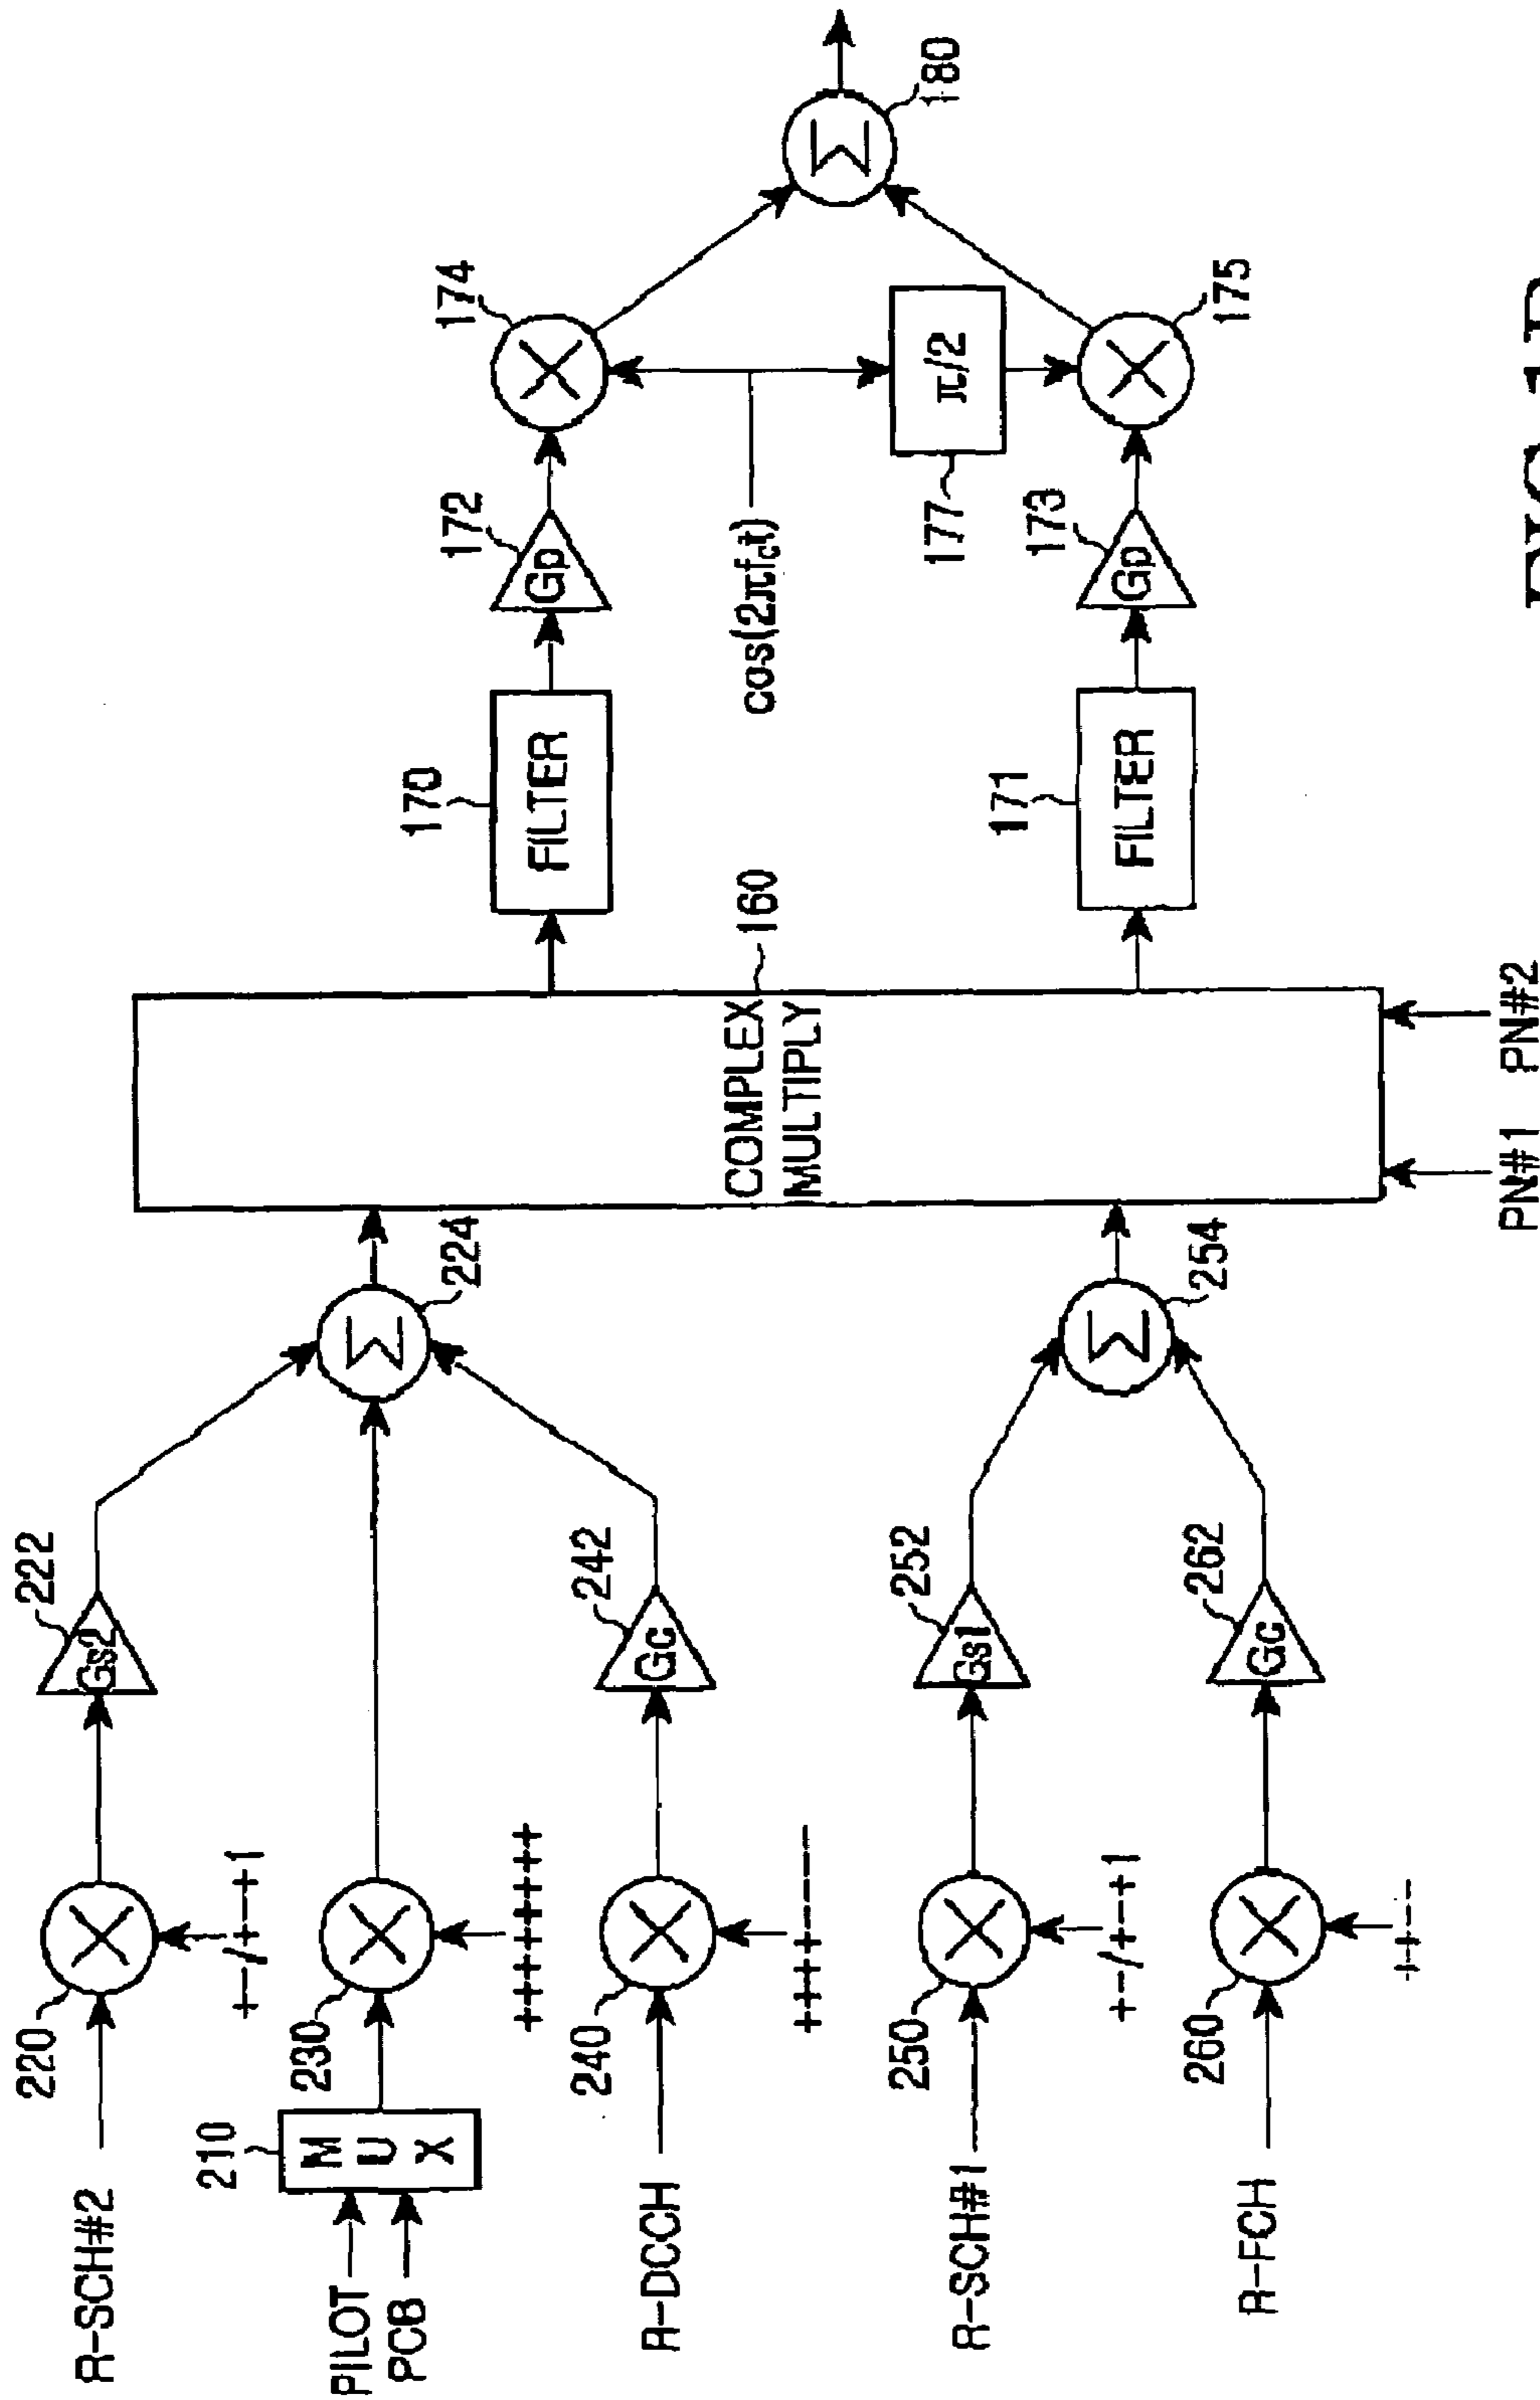 R-SCH#2
220
+-/+--+1
222
Gs2
PILOT
PCB
210
MUX
230
++++++++
224
Σ
R-DCCH
240
++++----
242
Gc
R-SCH#1
250
+-/+--+1
252
Gs1
254
Σ
R-FCH
260
++--
262
Gc
COMPLEX
MULTIPLY
160
PN#1 PN#2
170
FILTER
172
Gp
174
cos(2πfct)
177
π/2
171
FILTER
173
Gp
175
Σ
180